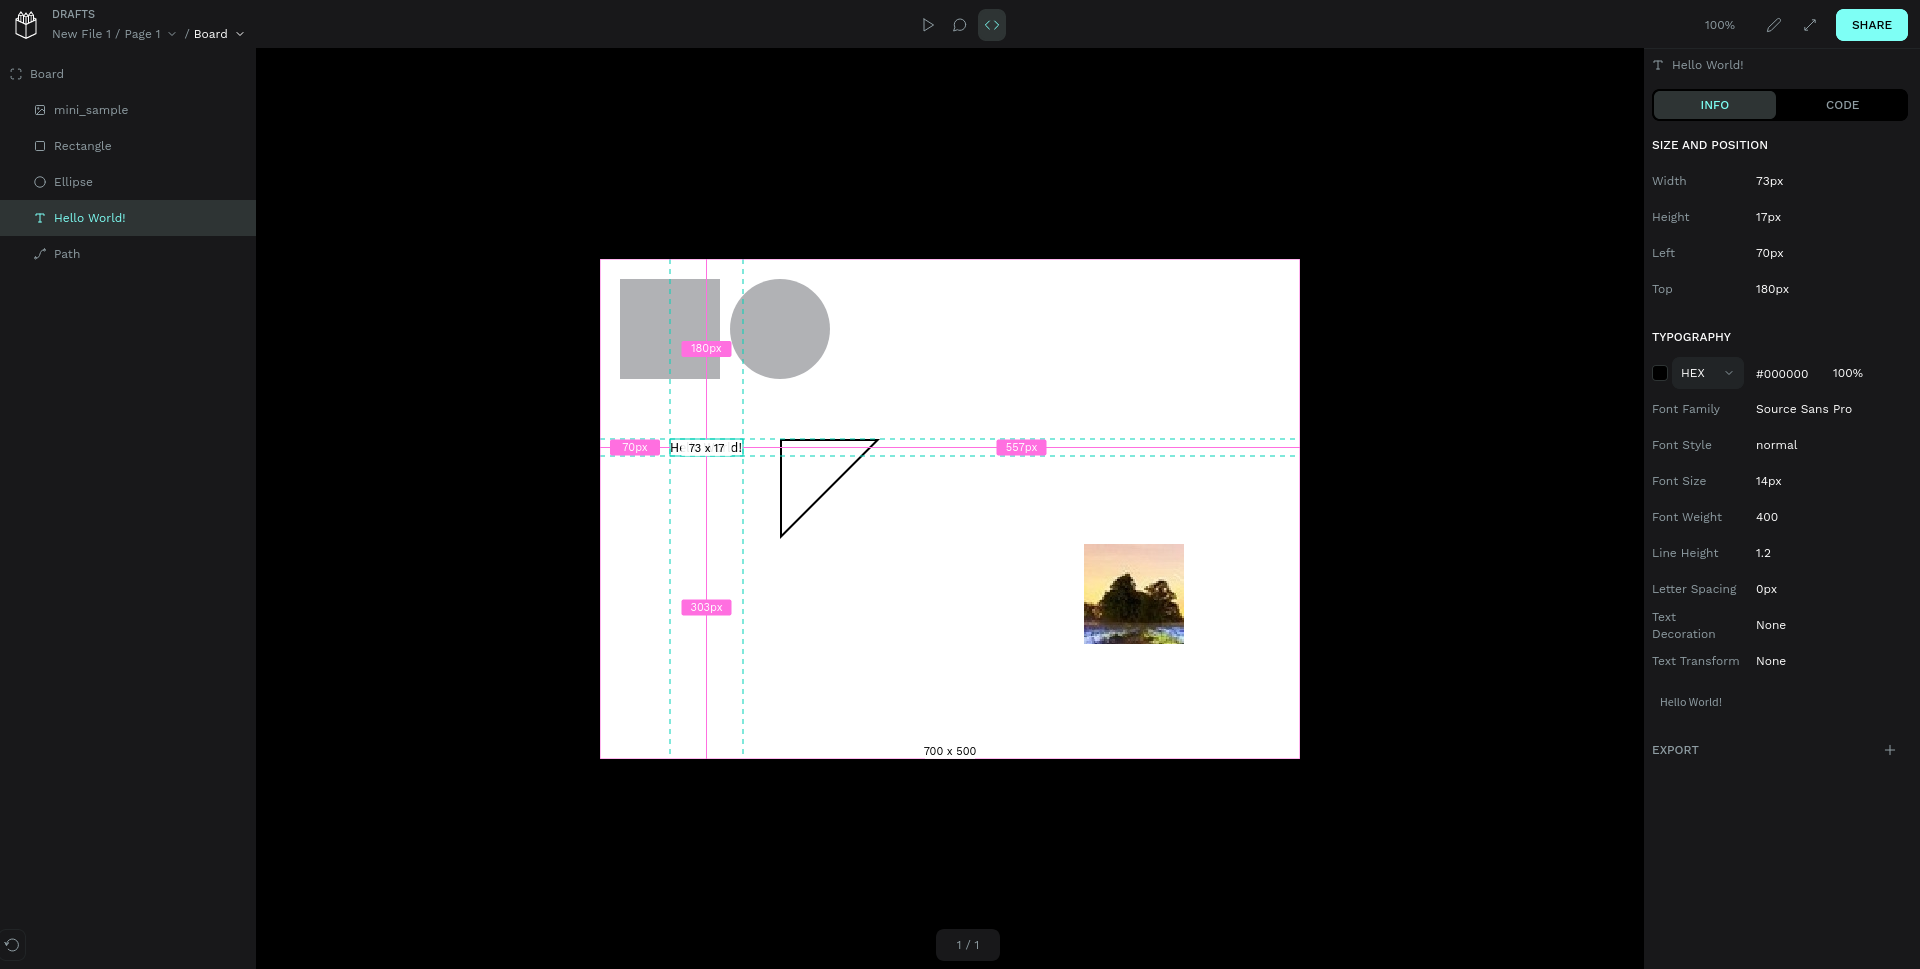 DRAFTS
New File 1 / Page 1 / Board
100%
SHARE
Board
mini_sample
Rectangle
Ellipse
Hello World!
Path
180px
70px
73 x 17
d!
557px
303px
700 x 500
1 / 1
Hello World!
INFO CODE
SIZE AND POSITION
Width 73px
Height 17px
Left 70px
Top 180px
TYPOGRAPHY
HEX #000000 100%
Font Family Source Sans Pro
Font Style normal
Font Size 14px
Font Weight 400
Line Height 1.2
Letter Spacing 0px
Text
Decoration None
Text Transform None
Hello World!
EXPORT